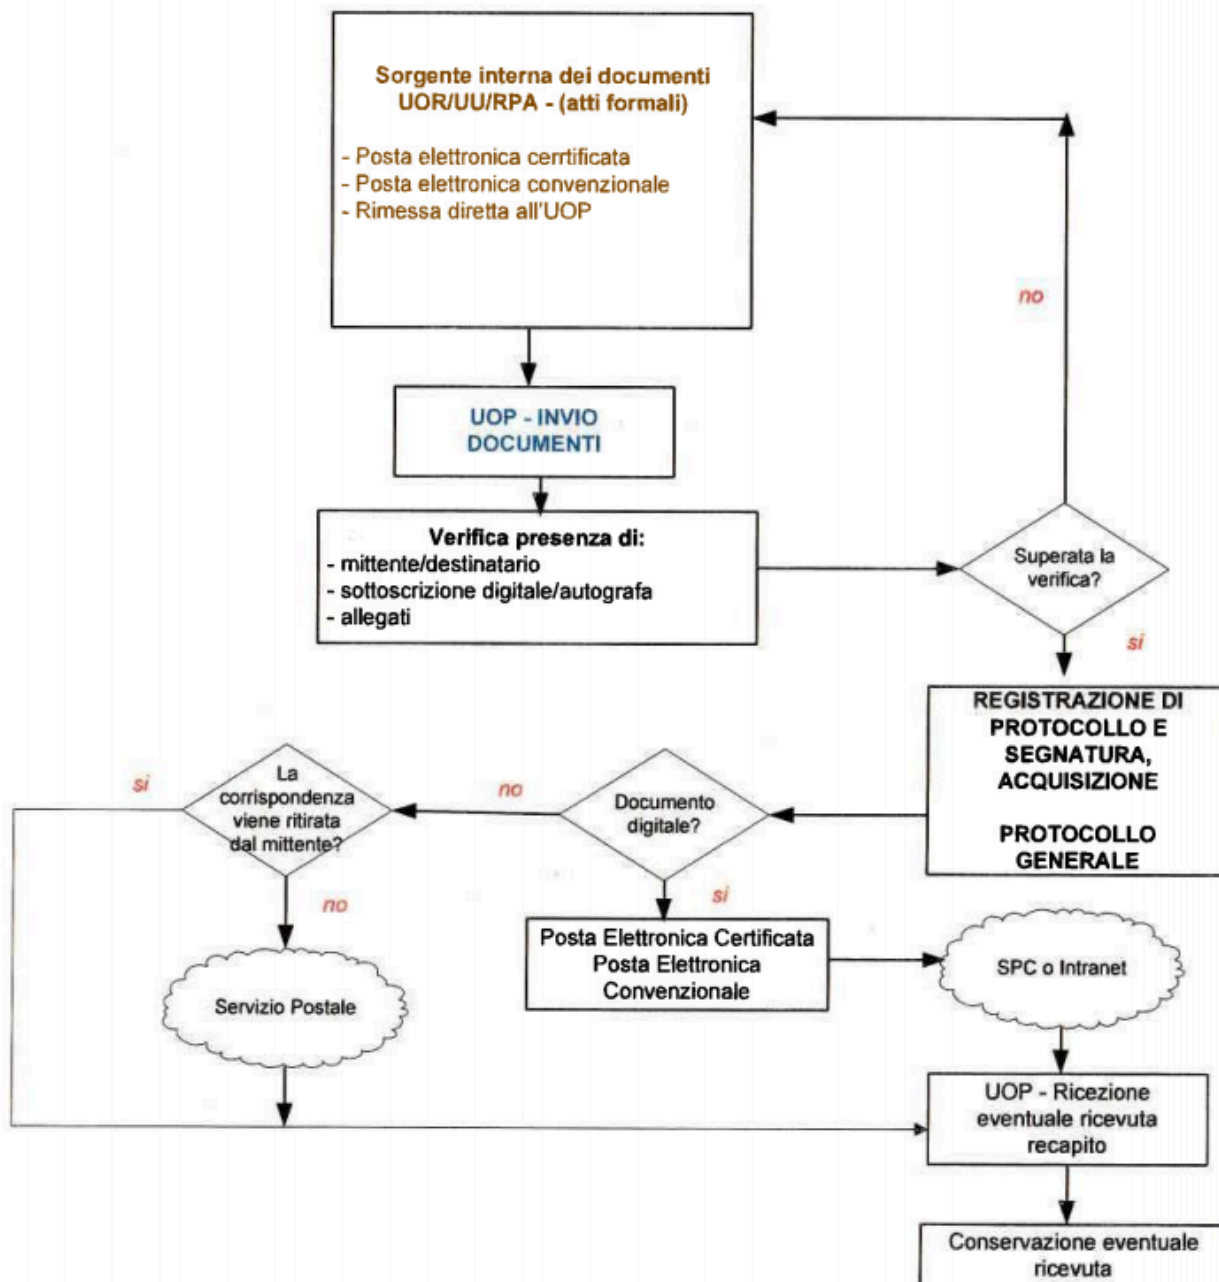 Sorgente interna dei documenti
UOR/UU/RPA - (atti formali)
- Posta elettronica cerrtificata
- Posta elettronica convenzionale
- Rimessa diretta all'UOP
no
UOP - INVIO
DOCUMENTI
Verifica presenza di:
- mittente/destinatario
- sottoscrizione digitale/autografa
- allegati
Superata la
verifica?
si
REGISTRAZIONE DI
PROTOCOLLO E
SEGNATURA,
ACQUISIZIONE
PROTOCOLLO
GENERALE
Documento
digitale?
no
La
corrispondenza
viene ritirata
dal mittente?
si
no
Servizio Postale
si
Posta Elettronica Certificata
Posta Elettronica
Convenzionale
SPC o Intranet
UOP - Ricezione
eventuale ricevuta
recapito
Conservazione eventuale
ricevuta